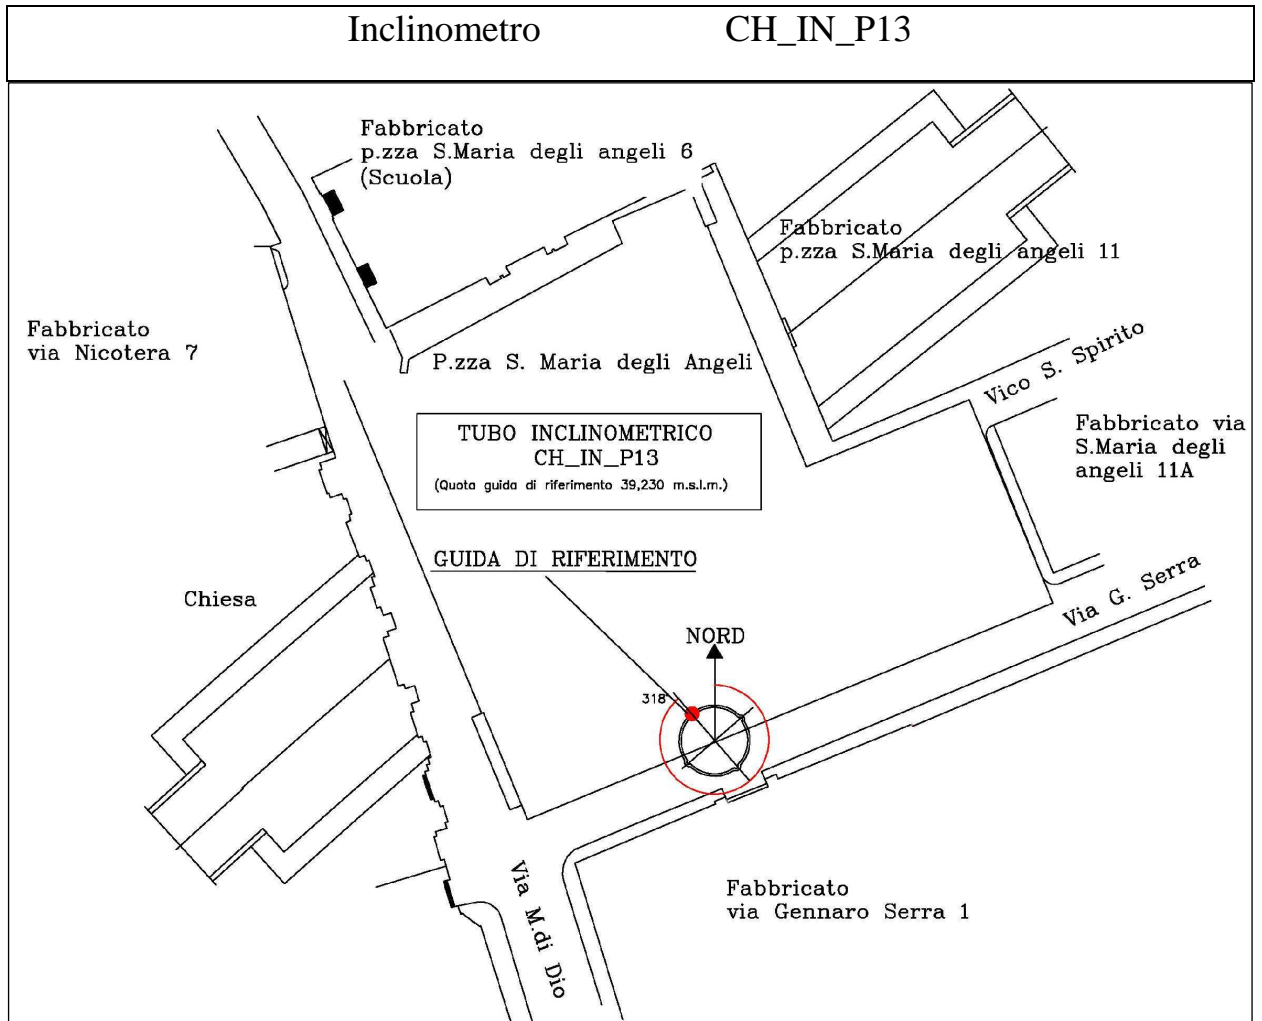 Inclinometro CH_IN_P13
Fabbricato
p.zza S.Maria degli angeli 6
(Scuola)
Fabbricato
p.zza S.Maria degli angeli 11
Fabbricato
via Nicotera 7
P.zza S. Maria degli Angeli
Vico S. Spirito
Fabbricato via
S.Maria degli
angeli 11A
TUBO INCLINOMETRICO
CH_IN_P13
(Quota guida di riferimento 39,230 m.s.l.m.)
GUIDA DI RIFERIMENTO
Chiesa
Via G. Serra
NORD
318°
Via M.di Dio
Fabbricato
via Gennaro Serra 1